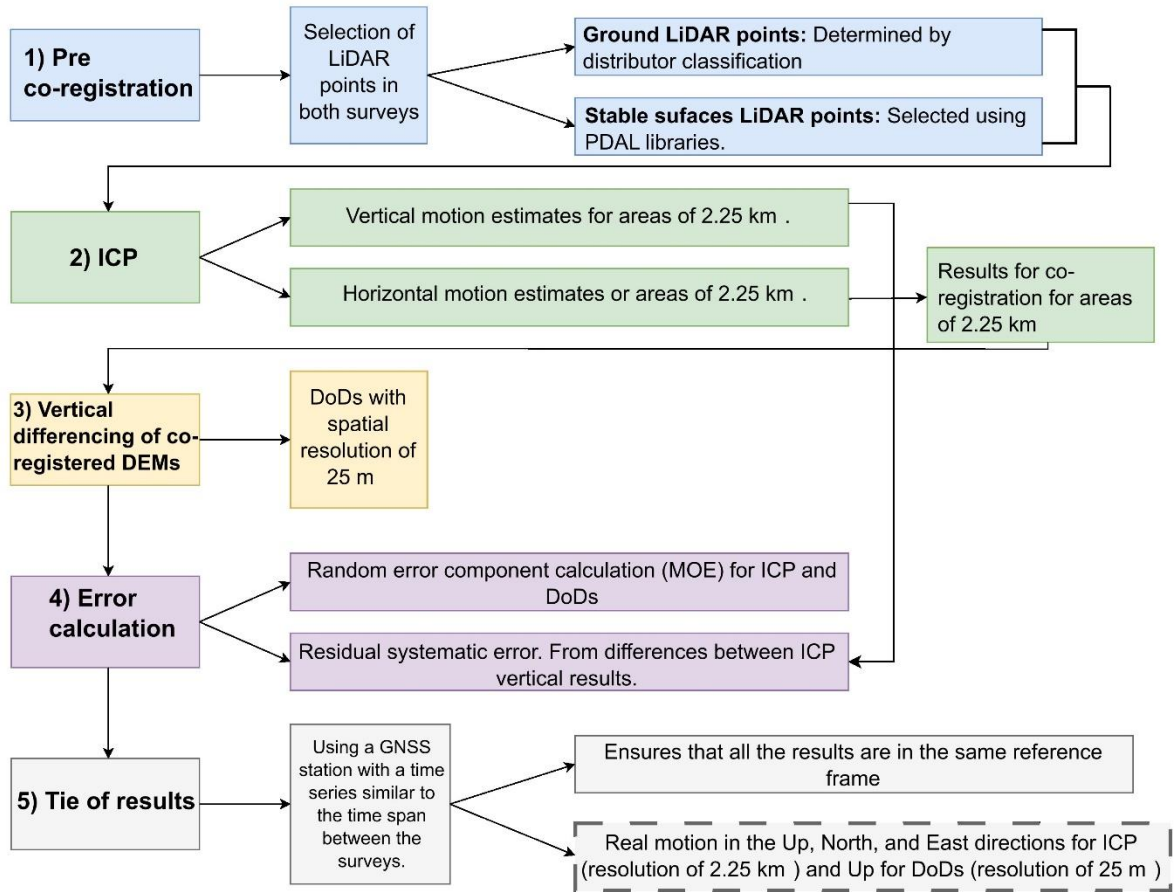 1) Pre
co-registration
Selection of
LiDAR
points in
both surveys
Ground LiDAR points: Determined by
distributor classification
Stable sufaces LiDAR points: Selected using
PDAL libraries.
2) ICP
Vertical motion estimates for areas of 2.25 km .
Horizontal motion estimates or areas of 2.25 km .
Results for co-
registration for areas
of 2.25 km
3) Vertical
differencing of co-
registered DEMs
DoDs with
spatial
resolution of
25 m
4) Error
calculation
Random error component calculation (MOE) for ICP and
DoDs
Residual systematic error. From differences between ICP
vertical results.
5) Tie of results
Using a GNSS
station with a time
series similar to
the time span
between the
surveys.
Ensures that all the results are in the same reference
frame
Real motion in the Up, North, and East directions for ICP
(resolution of 2.25 km ) and Up for DoDs (resolution of 25 m )